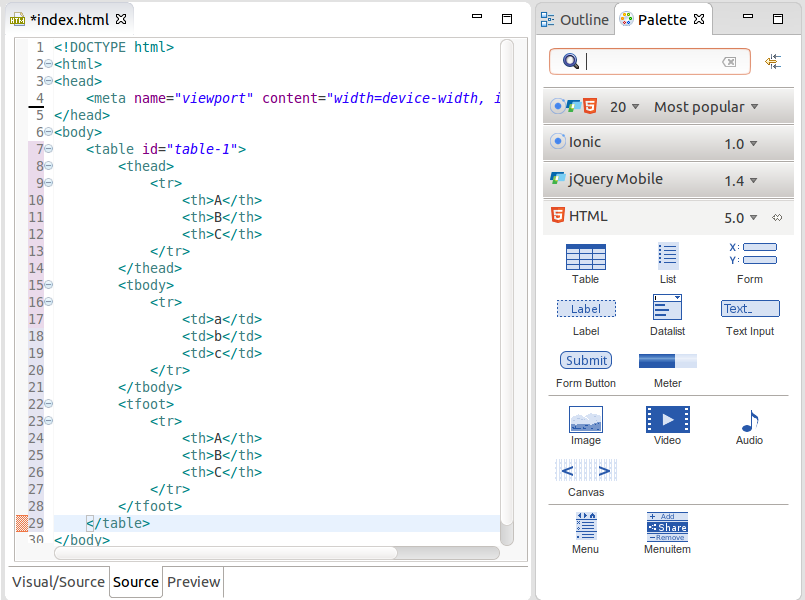 *index.html
1 <!DOCTYPE html>
2 <html>
3 <head>
4 <meta name="viewport" content="width=device-width, i
5 </head>
6 <body>
7 <table id="table-1">
8 <thead>
9 <tr>
10 <th>A</th>
11 <th>B</th>
12 <th>C</th>
13 </tr>
14 </thead>
15 <tbody>
16 <tr>
17 <td>a</td>
18 <td>b</td>
19 <td>c</td>
20 </tr>
21 </tbody>
22 <tfoot>
23 <tr>
24 <th>A</th>
25 <th>B</th>
26 <th>C</th>
27 </tr>
28 </tfoot>
29 </table>
30 </body>
Visual/Source Source Preview
Outline Palette
20 Most popular
Ionic 1.0
jQuery Mobile 1.4
HTML 5.0
X:
Y:
Table List Form
Label Text_
Label Datalist Text Input
Submit
Form Button Meter
Image Video Audio
Canvas
Add
Share
Remove
Menu Menuitem